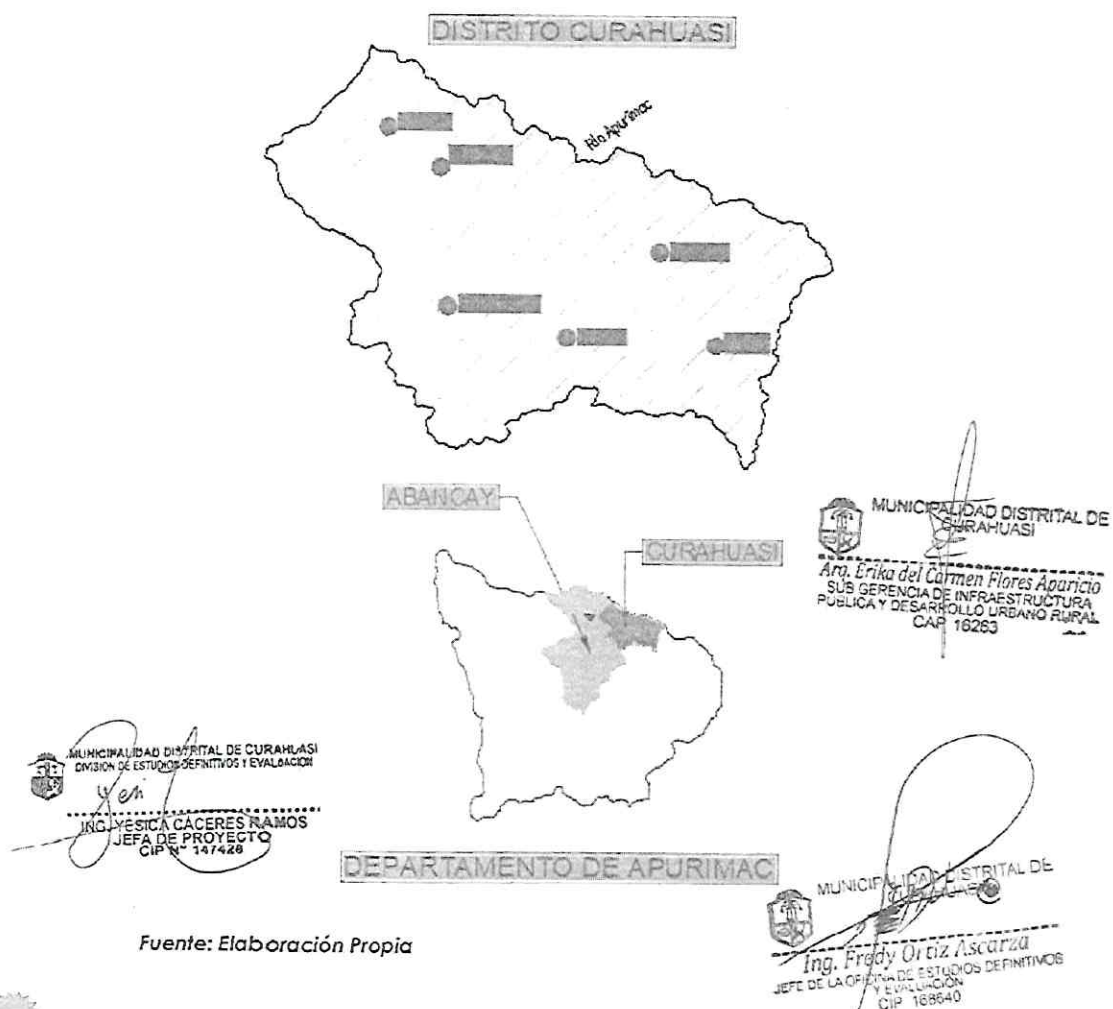 DISTRITO CURAHUASI
Río Apurímac
ABANCAY
CURAHUASI
MUNICIPALIDAD DISTRITAL DE
CURAHUASI
Arq. Erika del Carmen Flores Aparicio
SUB GERENCIA DE INFRAESTRUCTURA
PUBLICA Y DESARROLLO URBANO RURAL
CAP 16263
MUNICIPALIDAD DISTRITAL DE CURAHUASI
DIVISION DE ESTUDIOS DEFINITIVOS Y EVALUACION
ING. YESICA CACERES RAMOS
JEFA DE PROYECTO
CIP N° 147428
DEPARTAMENTO DE APURIMAC
MUNICIPALIDAD DISTRITAL DE
Ing. Fredy Ortiz Ascarza
JEFE DE LA OFICINA DE ESTUDIOS DEFINITIVOS
Y EVALUACIÓN
CIP 168640
Fuente: Elaboración Propia